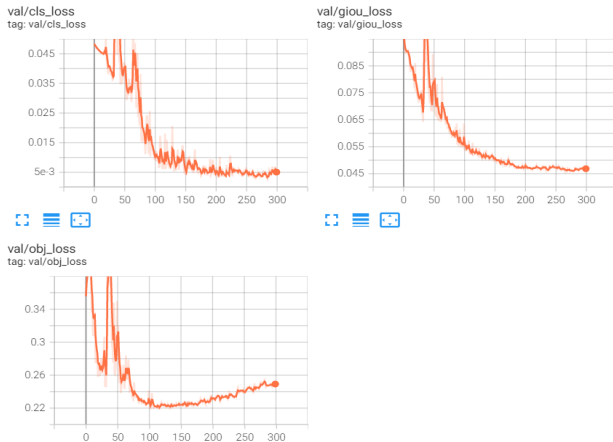 val/cls_loss
tag: val/cls_loss
0.045
0.035
0.025
0.015
5e-3
0 50 100 150 200 250 300
val/giou_loss
tag: val/giou_loss
0.085
0.075
0.065
0.055
0.045
0 50 100 150 200 250 300
val/obj_loss
tag: val/obj_loss
0.34
0.3
0.26
0.22
0 50 100 150 200 250 300